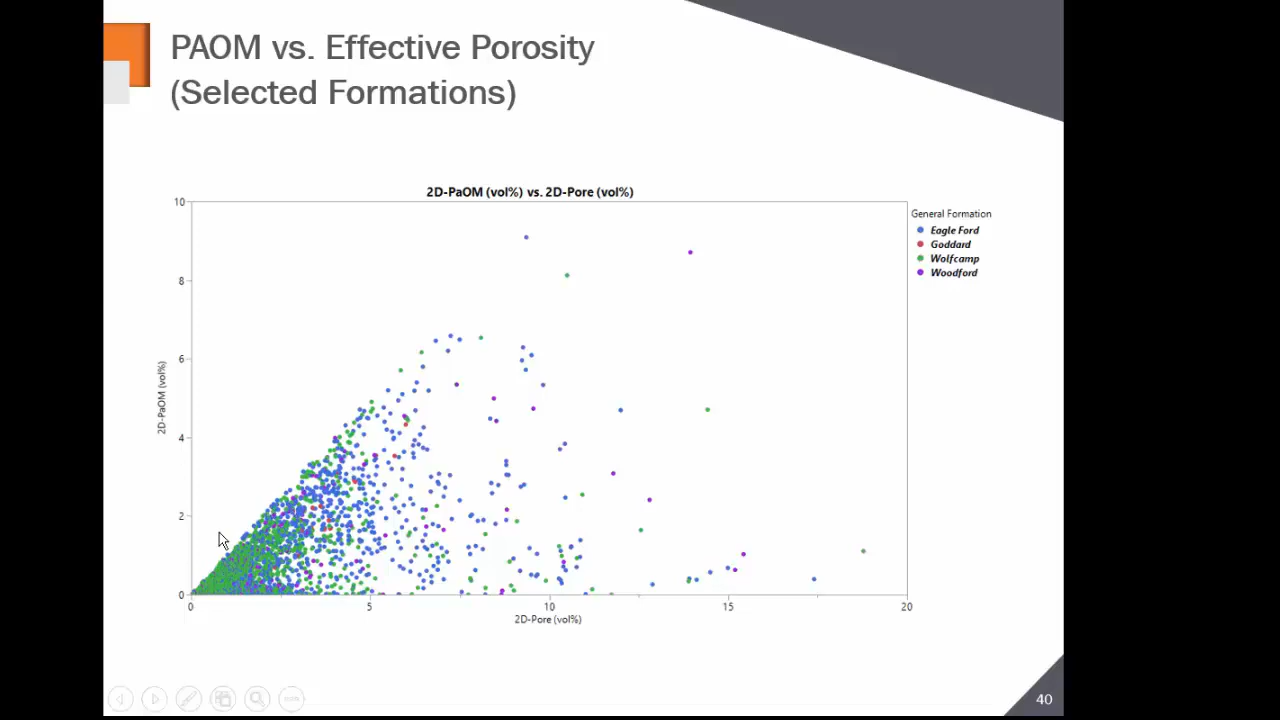 PAOM vs. Effective Porosity
(Selected Formations)
2D-PaOM (vol%) vs. 2D-Pore (vol%)
10
8
6
4
2
0
2D-PaOM (vol%)
0
5
10
15
20
2D-Pore (vol%)
General Formation
Eagle Ford
Goddard
Wolfcamp
Woodford
40